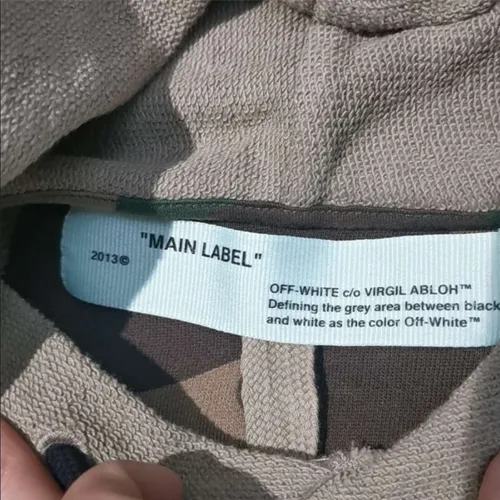 "MAIN LABEL"
2013©
OFF-WHITE c/o VIRGIL ABLOH™
Defining the grey area between black
and white as the color Off-White™